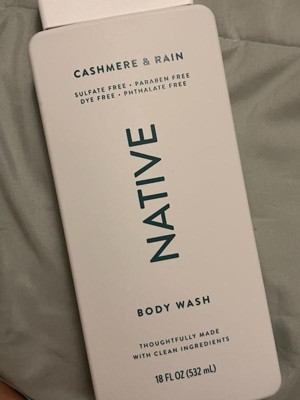 CASHMERE & RAIN
SULFATE FREE • PARABEN FREE
DYE FREE • PHTHALATE FREE
NATIVE
BODY WASH
THOUGHTFULLY MADE
WITH CLEAN INGREDIENTS
18 FL OZ (532 mL)